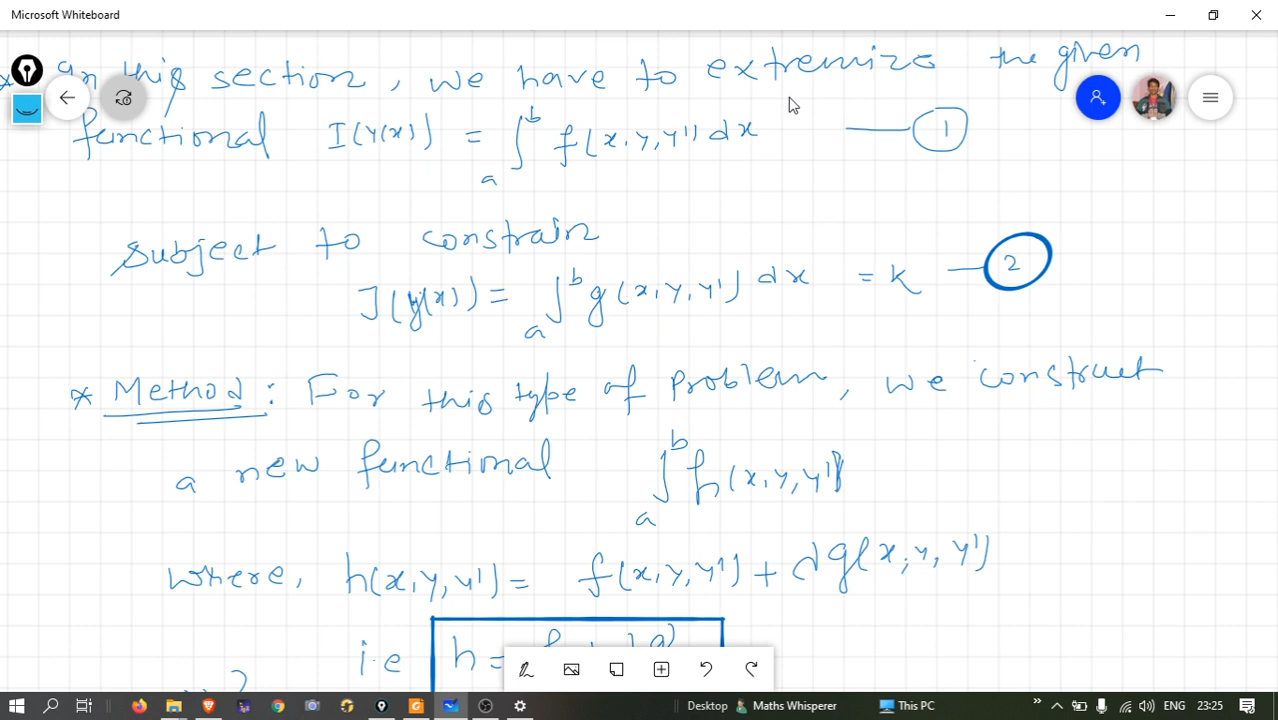 Microsoft Whiteboard
* In this section, we have to extremize the given
functional I(y(x)) = ∫_a^b f(x,y,y') dx — ①
subject to constrain
J(y(x)) = ∫_a^b g(x,y,y') dx = K — ②
* Method: For this type of problem, we construct
a new functional ∫_a^b h(x,y,y')
where, h(x,y,y') = f(x,y,y') + λg(x,y,y')
i.e h =
Desktop Maths Whisperer This PC ENG 23:25